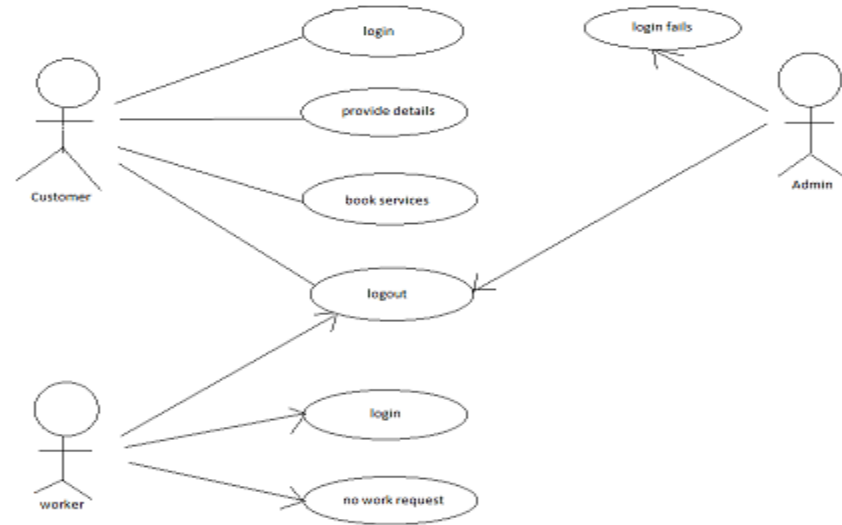 login
login fails
provide details
Customer
Admin
book services
logout
login
worker
no work request